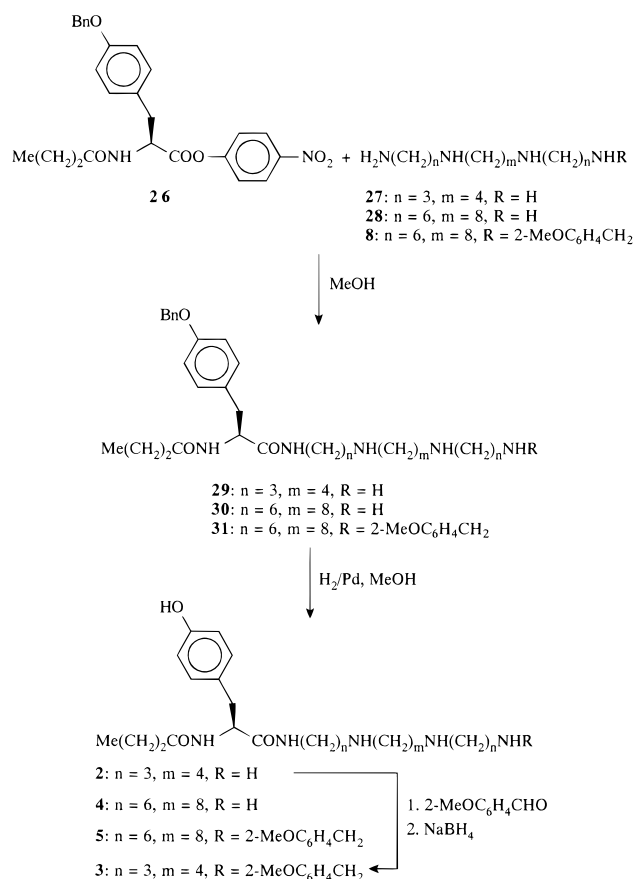 BnO
Me(CH₂)₂CONH COO NO₂ + H₂N(CH₂)ₙNH(CH₂)ₘNH(CH₂)ₙNHR
26
27: n = 3, m = 4, R = H
28: n = 6, m = 8, R = H
8: n = 6, m = 8, R = 2-MeOC₆H₄CH₂
MeOH
BnO
Me(CH₂)₂CONH CONH(CH₂)ₙNH(CH₂)ₘNH(CH₂)ₙNHR
29: n = 3, m = 4, R = H
30: n = 6, m = 8, R = H
31: n = 6, m = 8, R = 2-MeOC₆H₄CH₂
H₂/Pd, MeOH
HO
Me(CH₂)₂CONH CONH(CH₂)ₙNH(CH₂)ₘNH(CH₂)ₙNHR
2: n = 3, m = 4, R = H
4: n = 6, m = 8, R = H
1. 2-MeOC₆H₄CHO
2. NaBH₄
5: n = 6, m = 8, R = 2-MeOC₆H₄CH₂
3: n = 3, m = 4, R = 2-MeOC₆H₄CH₂